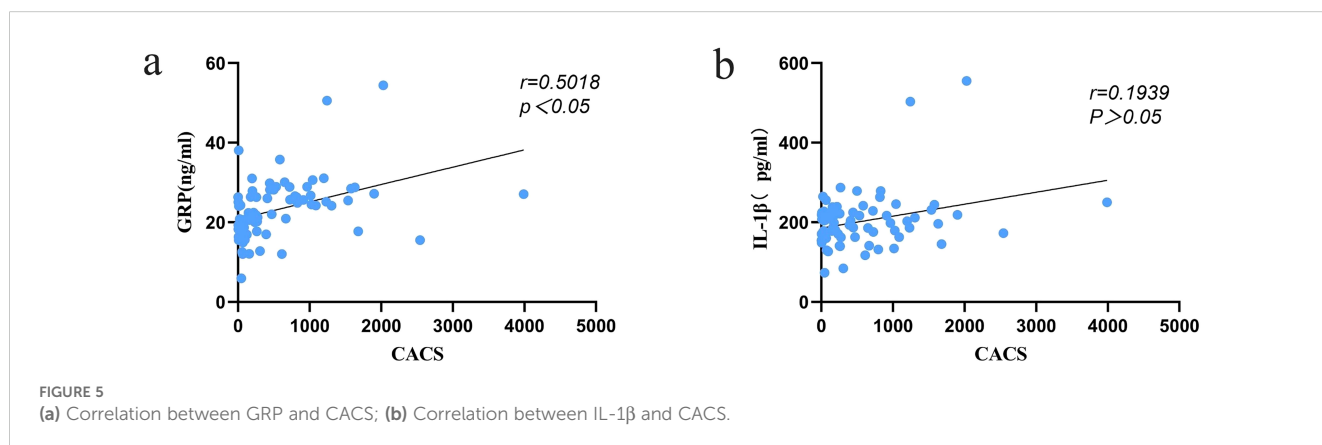 a
60
40
20
0
GRP(ng/ml)
r=0.5018
p＜0.05
0 1000 2000 3000 4000 5000
CACS
b
600
400
200
0
IL-1β（ pg/ml）
r=0.1939
P＞0.05
0 1000 2000 3000 4000 5000
CACS
FIGURE 5
(a) Correlation between GRP and CACS; (b) Correlation between IL-1β and CACS.